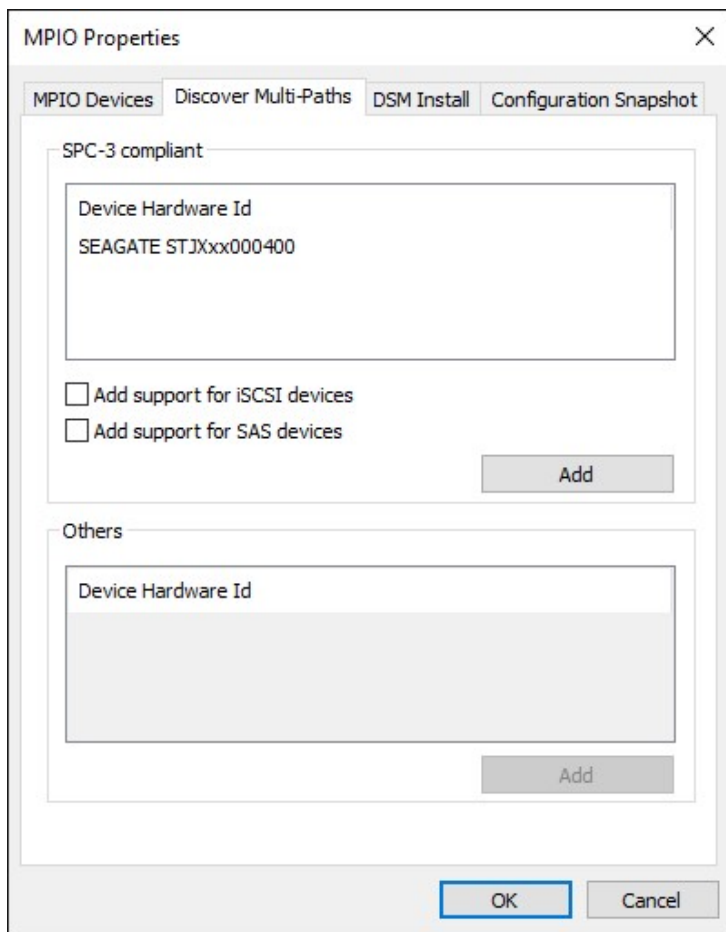 MPIO Properties
MPIO Devices Discover Multi-Paths DSM Install Configuration Snapshot
SPC-3 compliant
Device Hardware Id
SEAGATE STJXxx000400
Add support for iSCSI devices
Add support for SAS devices
Add
Others
Device Hardware Id
Add
OK Cancel